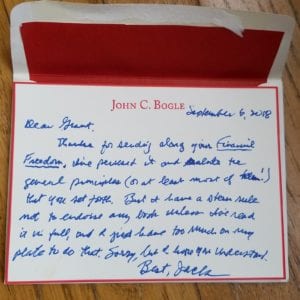 JOHN C. BOGLE
September 6, 2018
Dear Grant,
Thanks for sending along your Financial
Freedom. I've perused it and salute the
general principles (or at least most of them!)
that you set forth. But I have a stern rule
not to endorse any book unless I've read
it in full, and I just have too much on my
plate to do that. Sorry, but I hope you understand.
Best, Jack